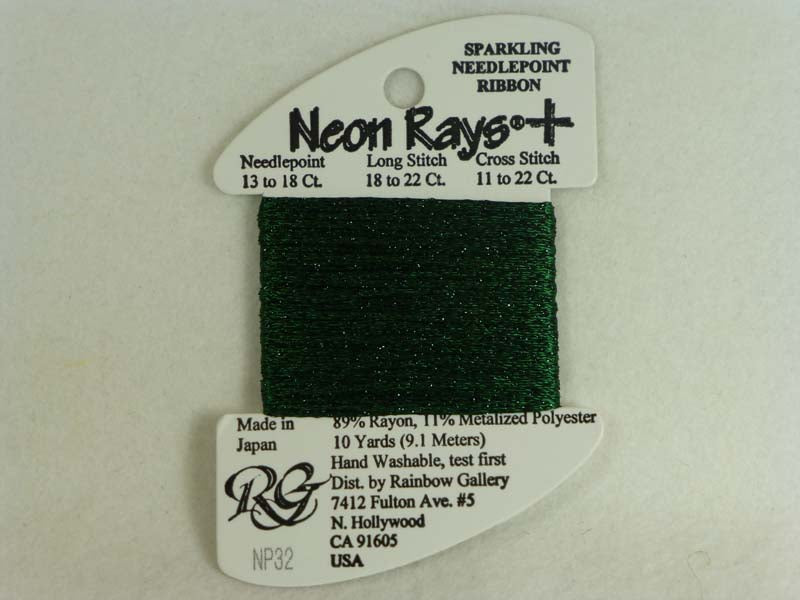 SPARKLING
NEEDLEPOINT
RIBBON
Neon Rays®+
Needlepoint Long Stitch Cross Stitch
13 to 18 Ct. 18 to 22 Ct. 11 to 22 Ct.
Made in
Japan
89% Rayon, 11% Metalized Polyester
10 Yards (9.1 Meters)
Hand Washable, test first
Dist. by Rainbow Gallery
7412 Fulton Ave. #5
N. Hollywood
CA 91605
USA
RG
NP32